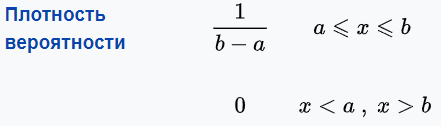 Плотность
вероятности
1/(b − a)  a ⩽ x ⩽ b
0  x < a , x > b